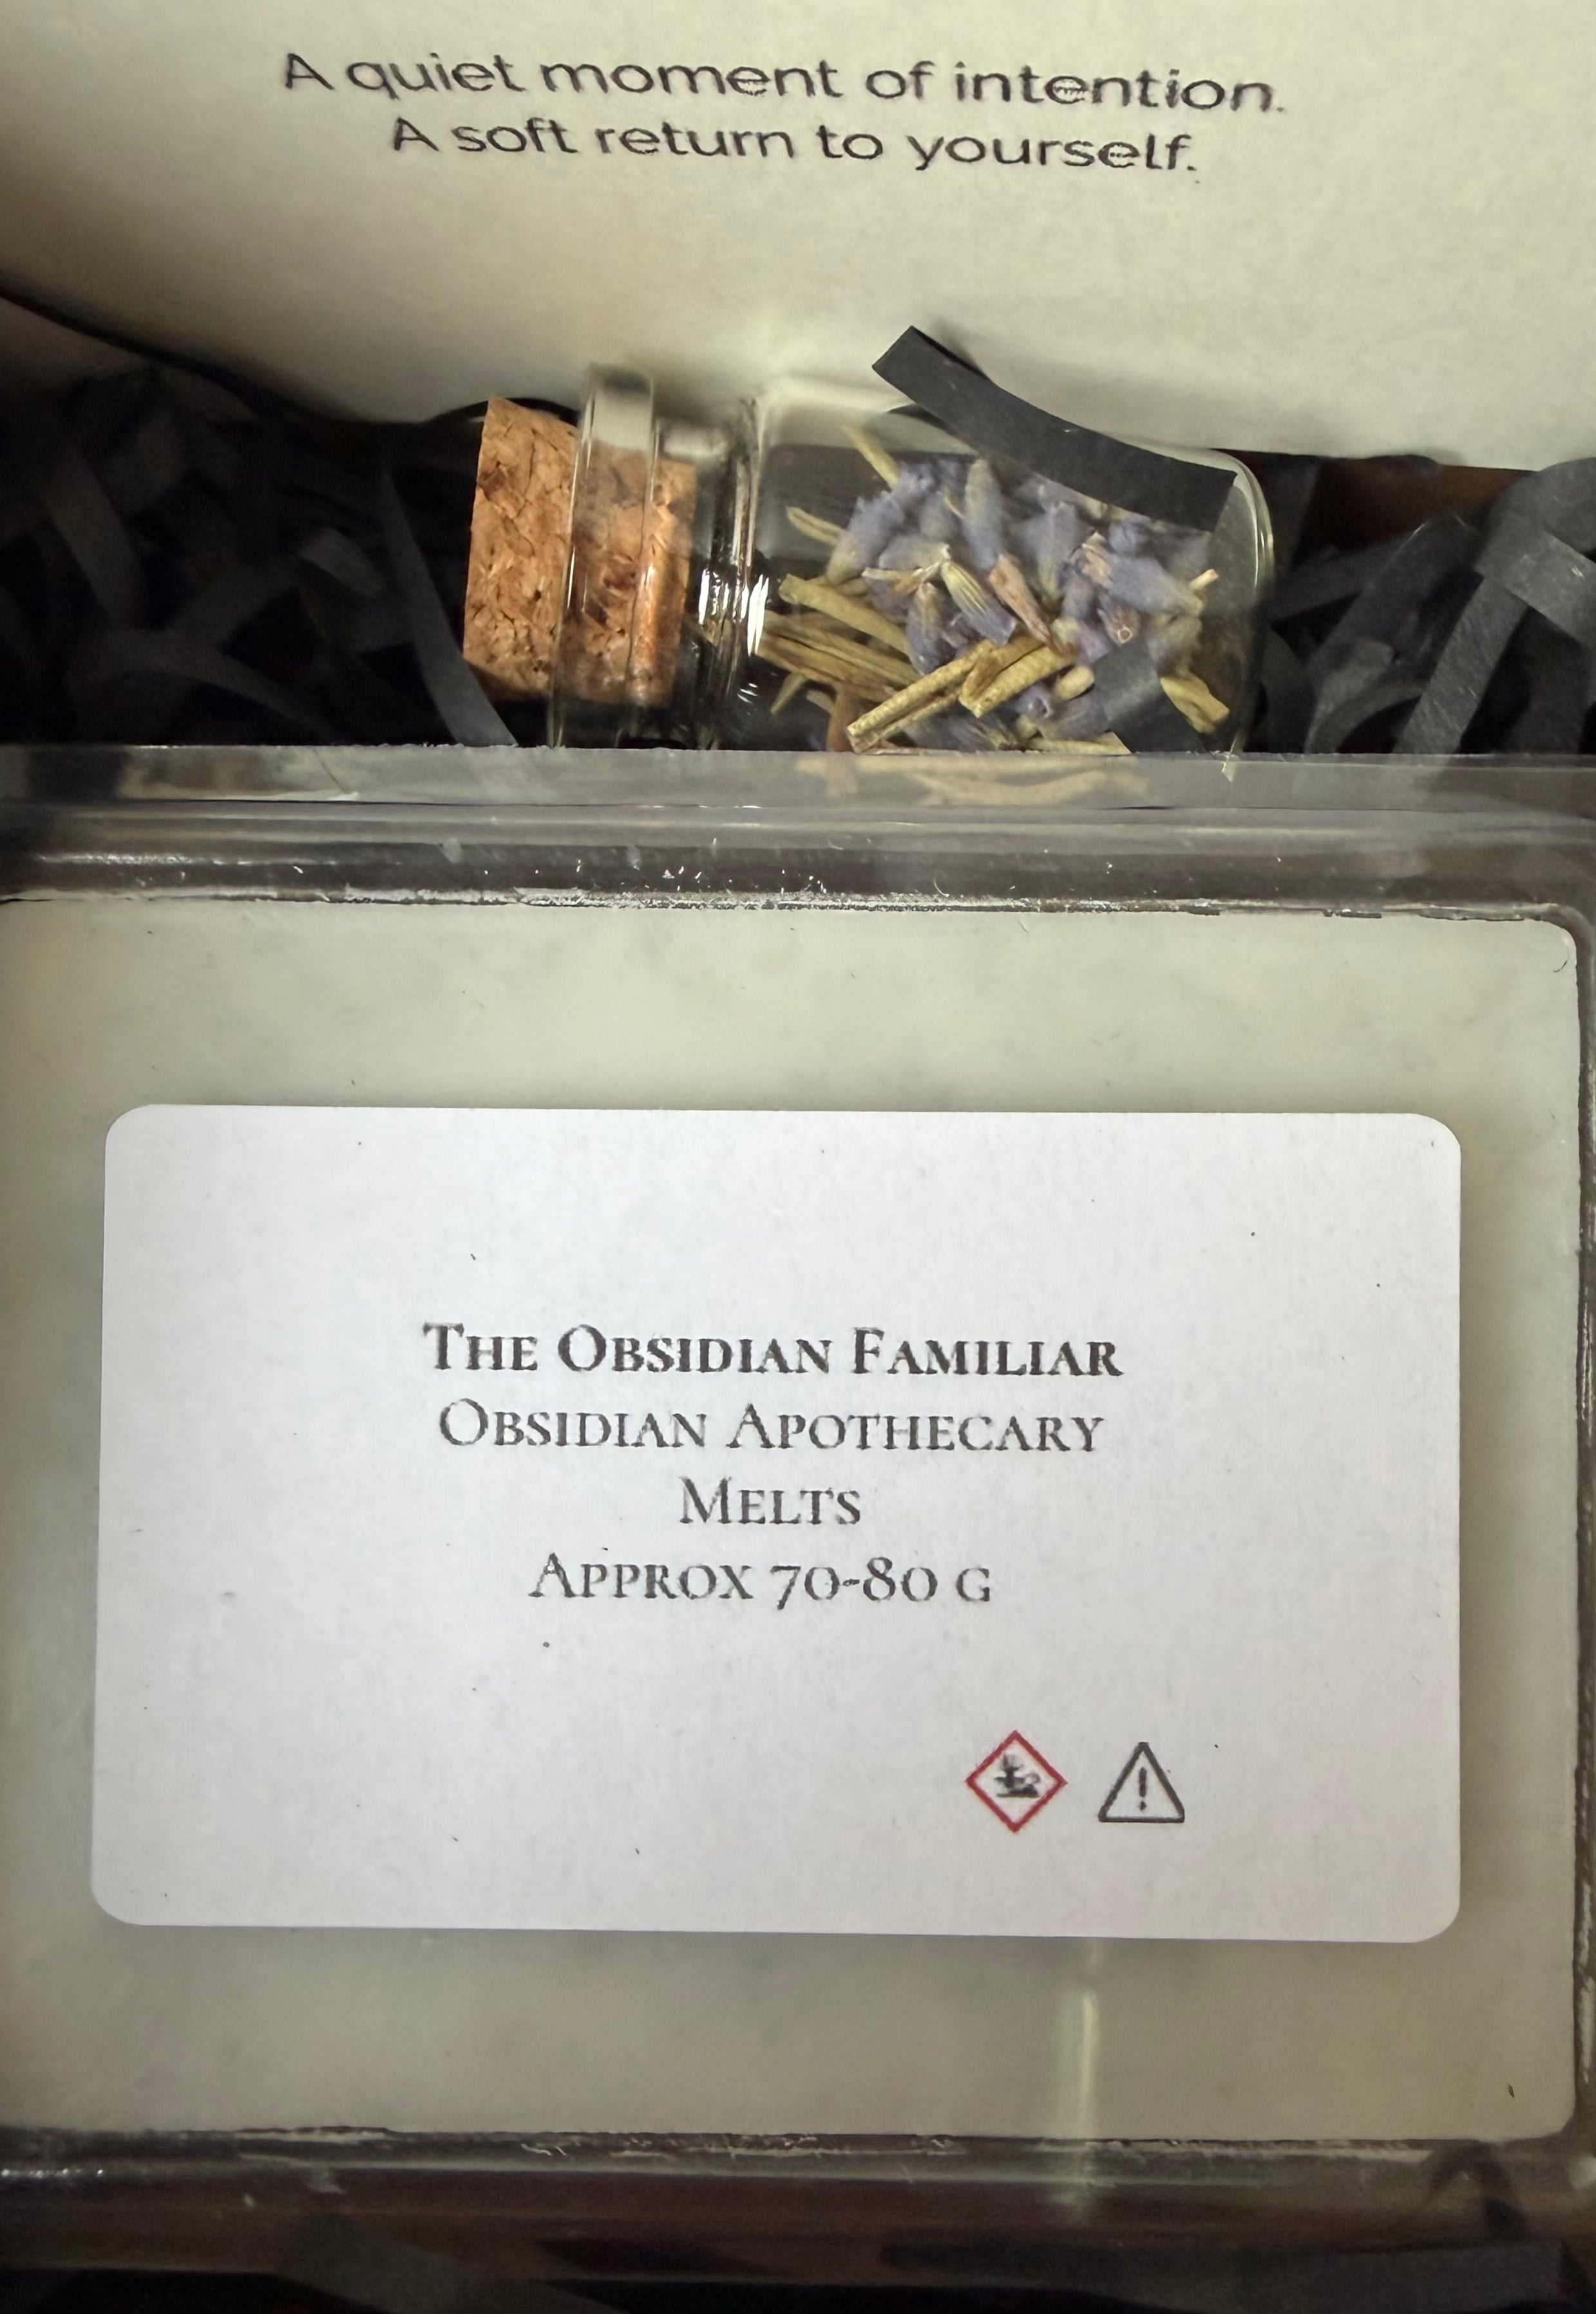 A quiet moment of intention.
A soft return to yourself.
THE OBSIDIAN FAMILIAR
OBSIDIAN APOTHECARY
MELTS
APPROX 70-80 G